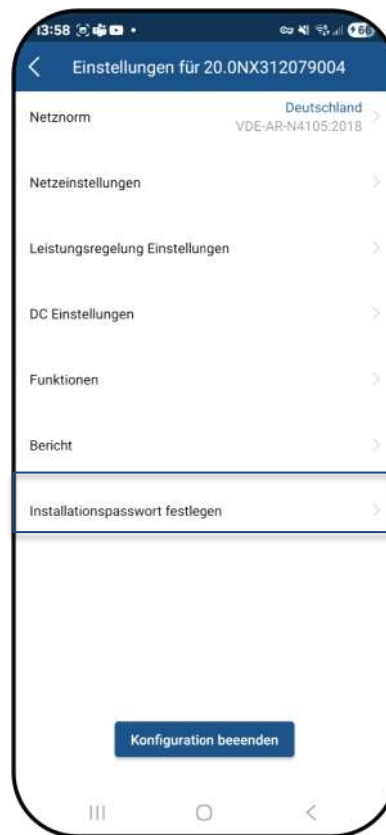 13:58
Einstellungen für 20.0NX312079004
Netznorm
Deutschland
VDE-AR-N4105:2018
Netzeinstellungen
Leistungsregelung Einstellungen
DC Einstellungen
Funktionen
Bericht
Installationspasswort festlegen
Konfiguration beeenden